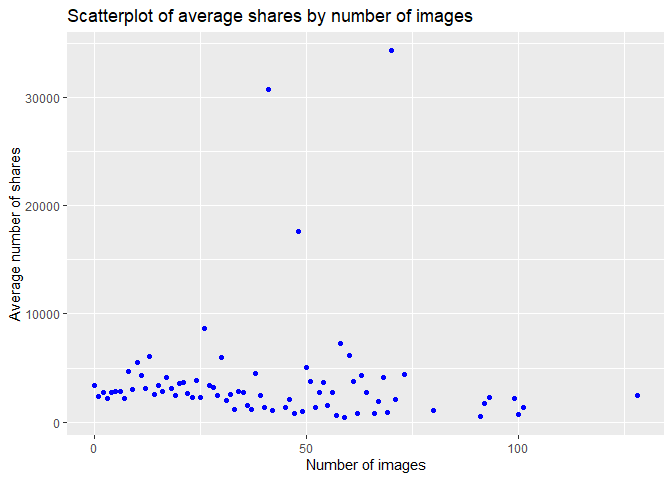 Scatterplot of average shares by number of images
30000
20000
10000
0
Average number of shares
0 50 100
Number of images